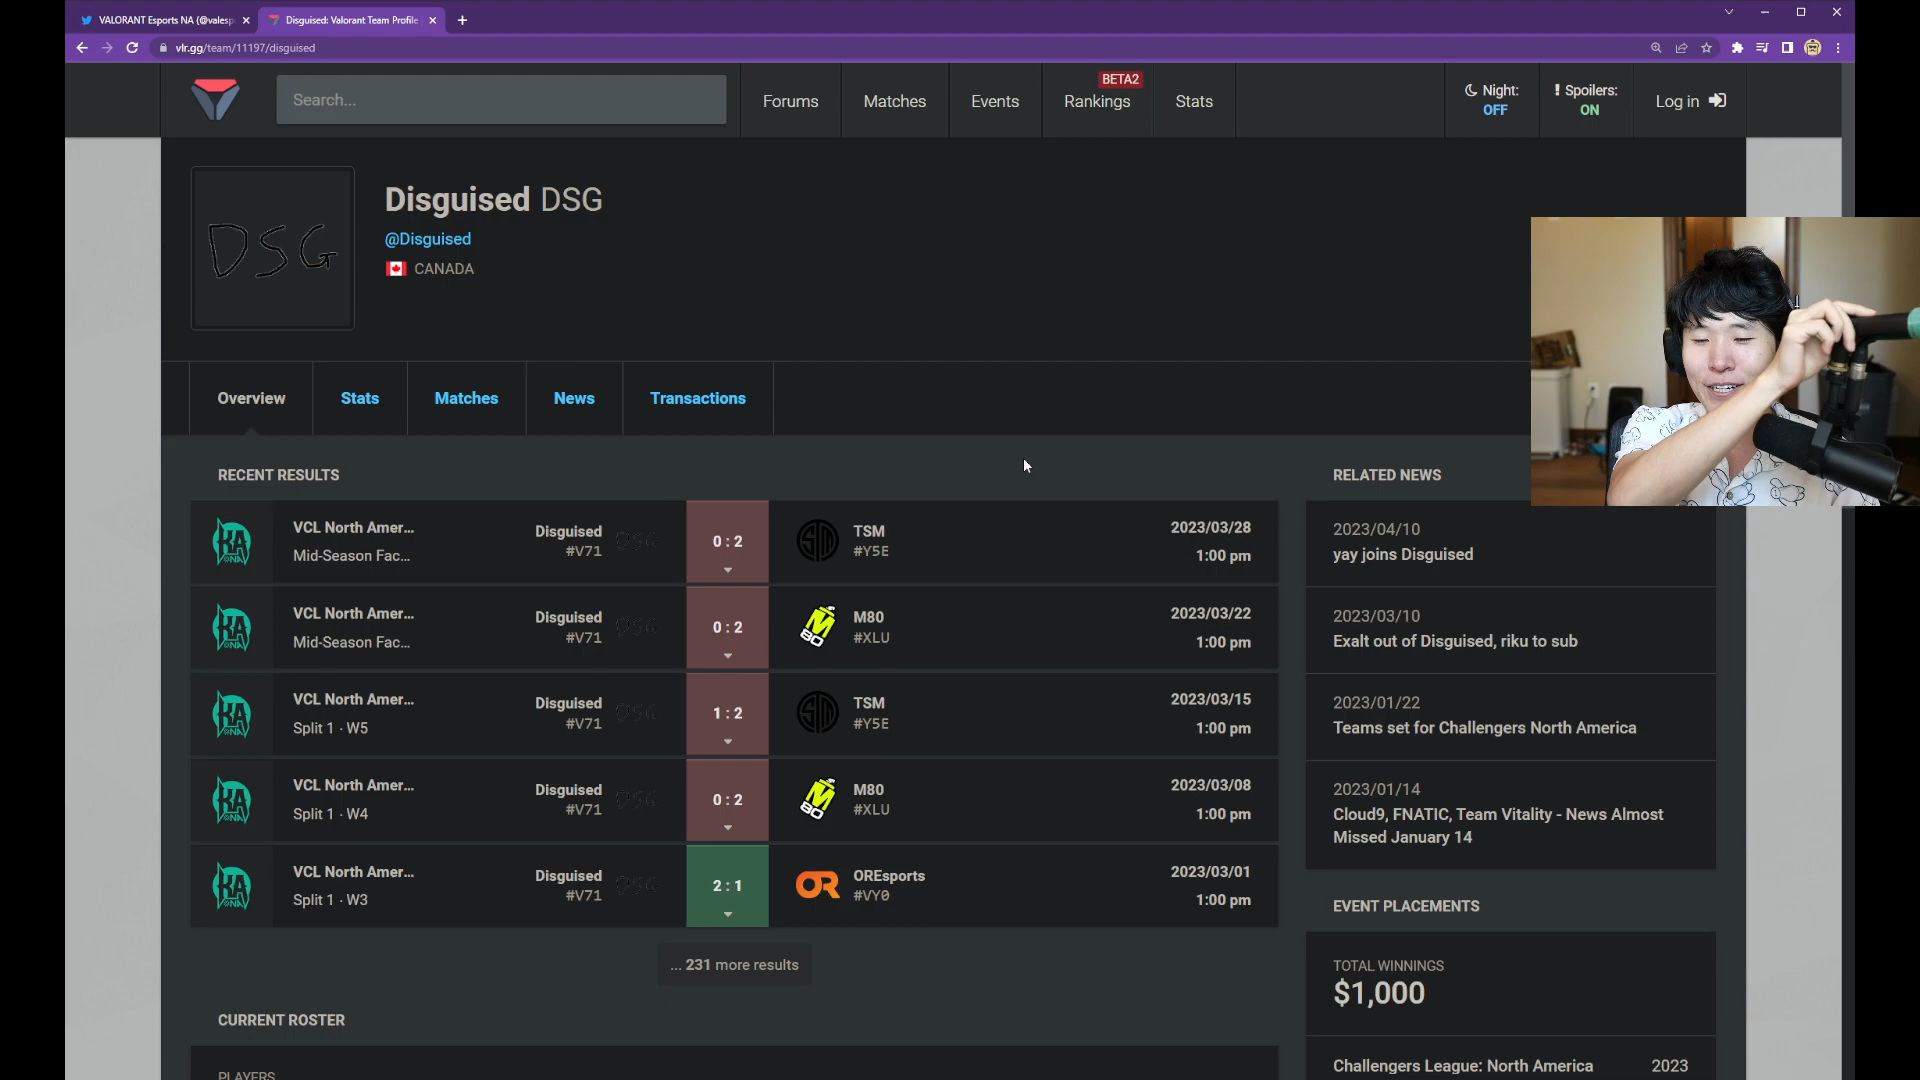 VALORANT Esports NA (@valesp
Disguised: Valorant Team Profile
vlr.gg/team/11197/disguised
Search...
Forums
Matches
Events
BETA2
Rankings
Stats
Night:
OFF
! Spoilers:
ON
Log in
DSG
Disguised DSG
@Disguised
CANADA
Overview
Stats
Matches
News
Transactions
RECENT RESULTS
VCL North Amer...
Mid-Season Fac...
Disguised
#V71
DSG
0 : 2
TSM
#Y5E
2023/03/28
1:00 pm
VCL North Amer...
Mid-Season Fac...
Disguised
#V71
DSG
0 : 2
M80
#XLU
2023/03/22
1:00 pm
VCL North Amer...
Split 1 · W5
Disguised
#V71
DSG
1 : 2
TSM
#Y5E
2023/03/15
1:00 pm
VCL North Amer...
Split 1 · W4
Disguised
#V71
DSG
0 : 2
M80
#XLU
2023/03/08
1:00 pm
VCL North Amer...
Split 1 · W3
Disguised
#V71
DSG
2 : 1
OR
OREsports
#VY0
2023/03/01
1:00 pm
... 231 more results
CURRENT ROSTER
PLAYERS
RELATED NEWS
2023/04/10
yay joins Disguised
2023/03/10
Exalt out of Disguised, riku to sub
2023/01/22
Teams set for Challengers North America
2023/01/14
Cloud9, FNATIC, Team Vitality - News Almost
Missed January 14
EVENT PLACEMENTS
TOTAL WINNINGS
$1,000
Challengers League: North America
2023